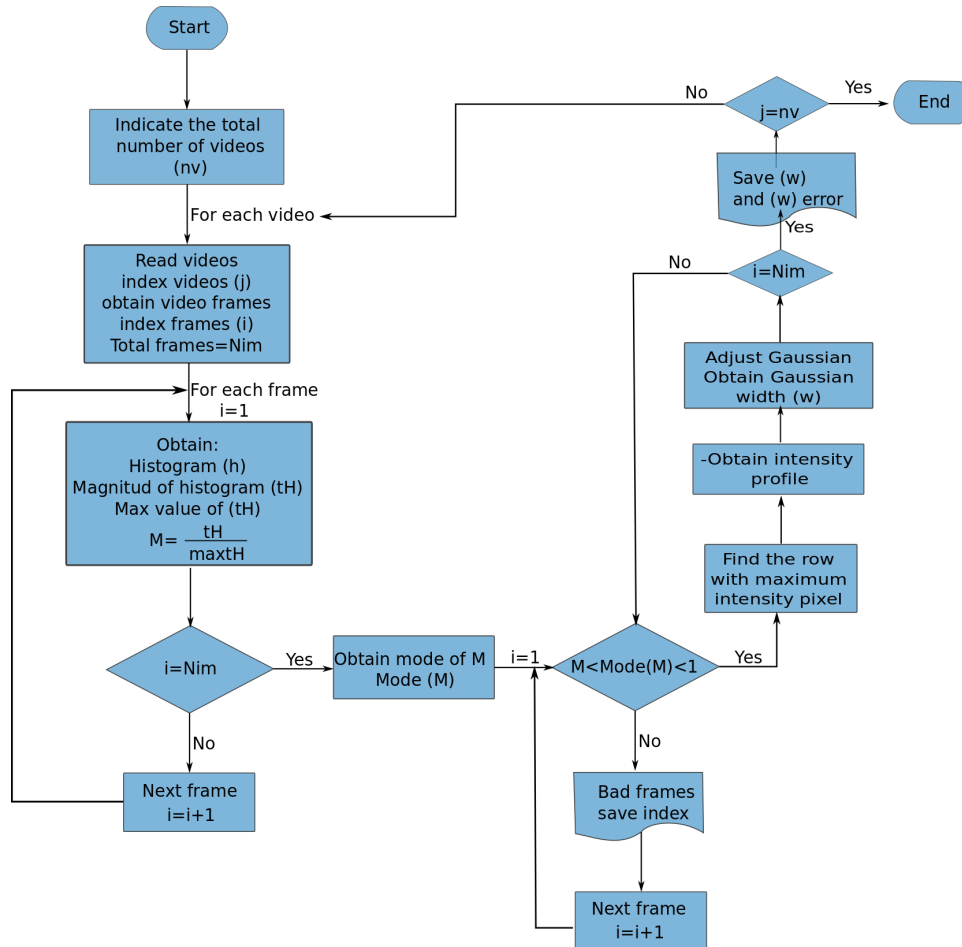 Start
Indicate the total
number of videos
(nv)
For each video
Read videos
index videos (j)
obtain video frames
index frames (i)
Total frames=Nim
For each frame
i=1
Obtain:
Histogram (h)
Magnitud of histogram (tH)
Max value of (tH)
M= tH
maxtH
i=Nim
Yes
No
Next frame
i=i+1
Obtain mode of M
Mode (M)
i=1
M<Mode(M)<1
Yes
No
Bad frames
save index
Next frame
i=i+1
Find the row
with maximum
intensity pixel
-Obtain intensity
profile
Adjust Gaussian
Obtain Gaussian
width (w)
i=Nim
No
Yes
Save (w)
and (w) error
j=nv
No
Yes
End